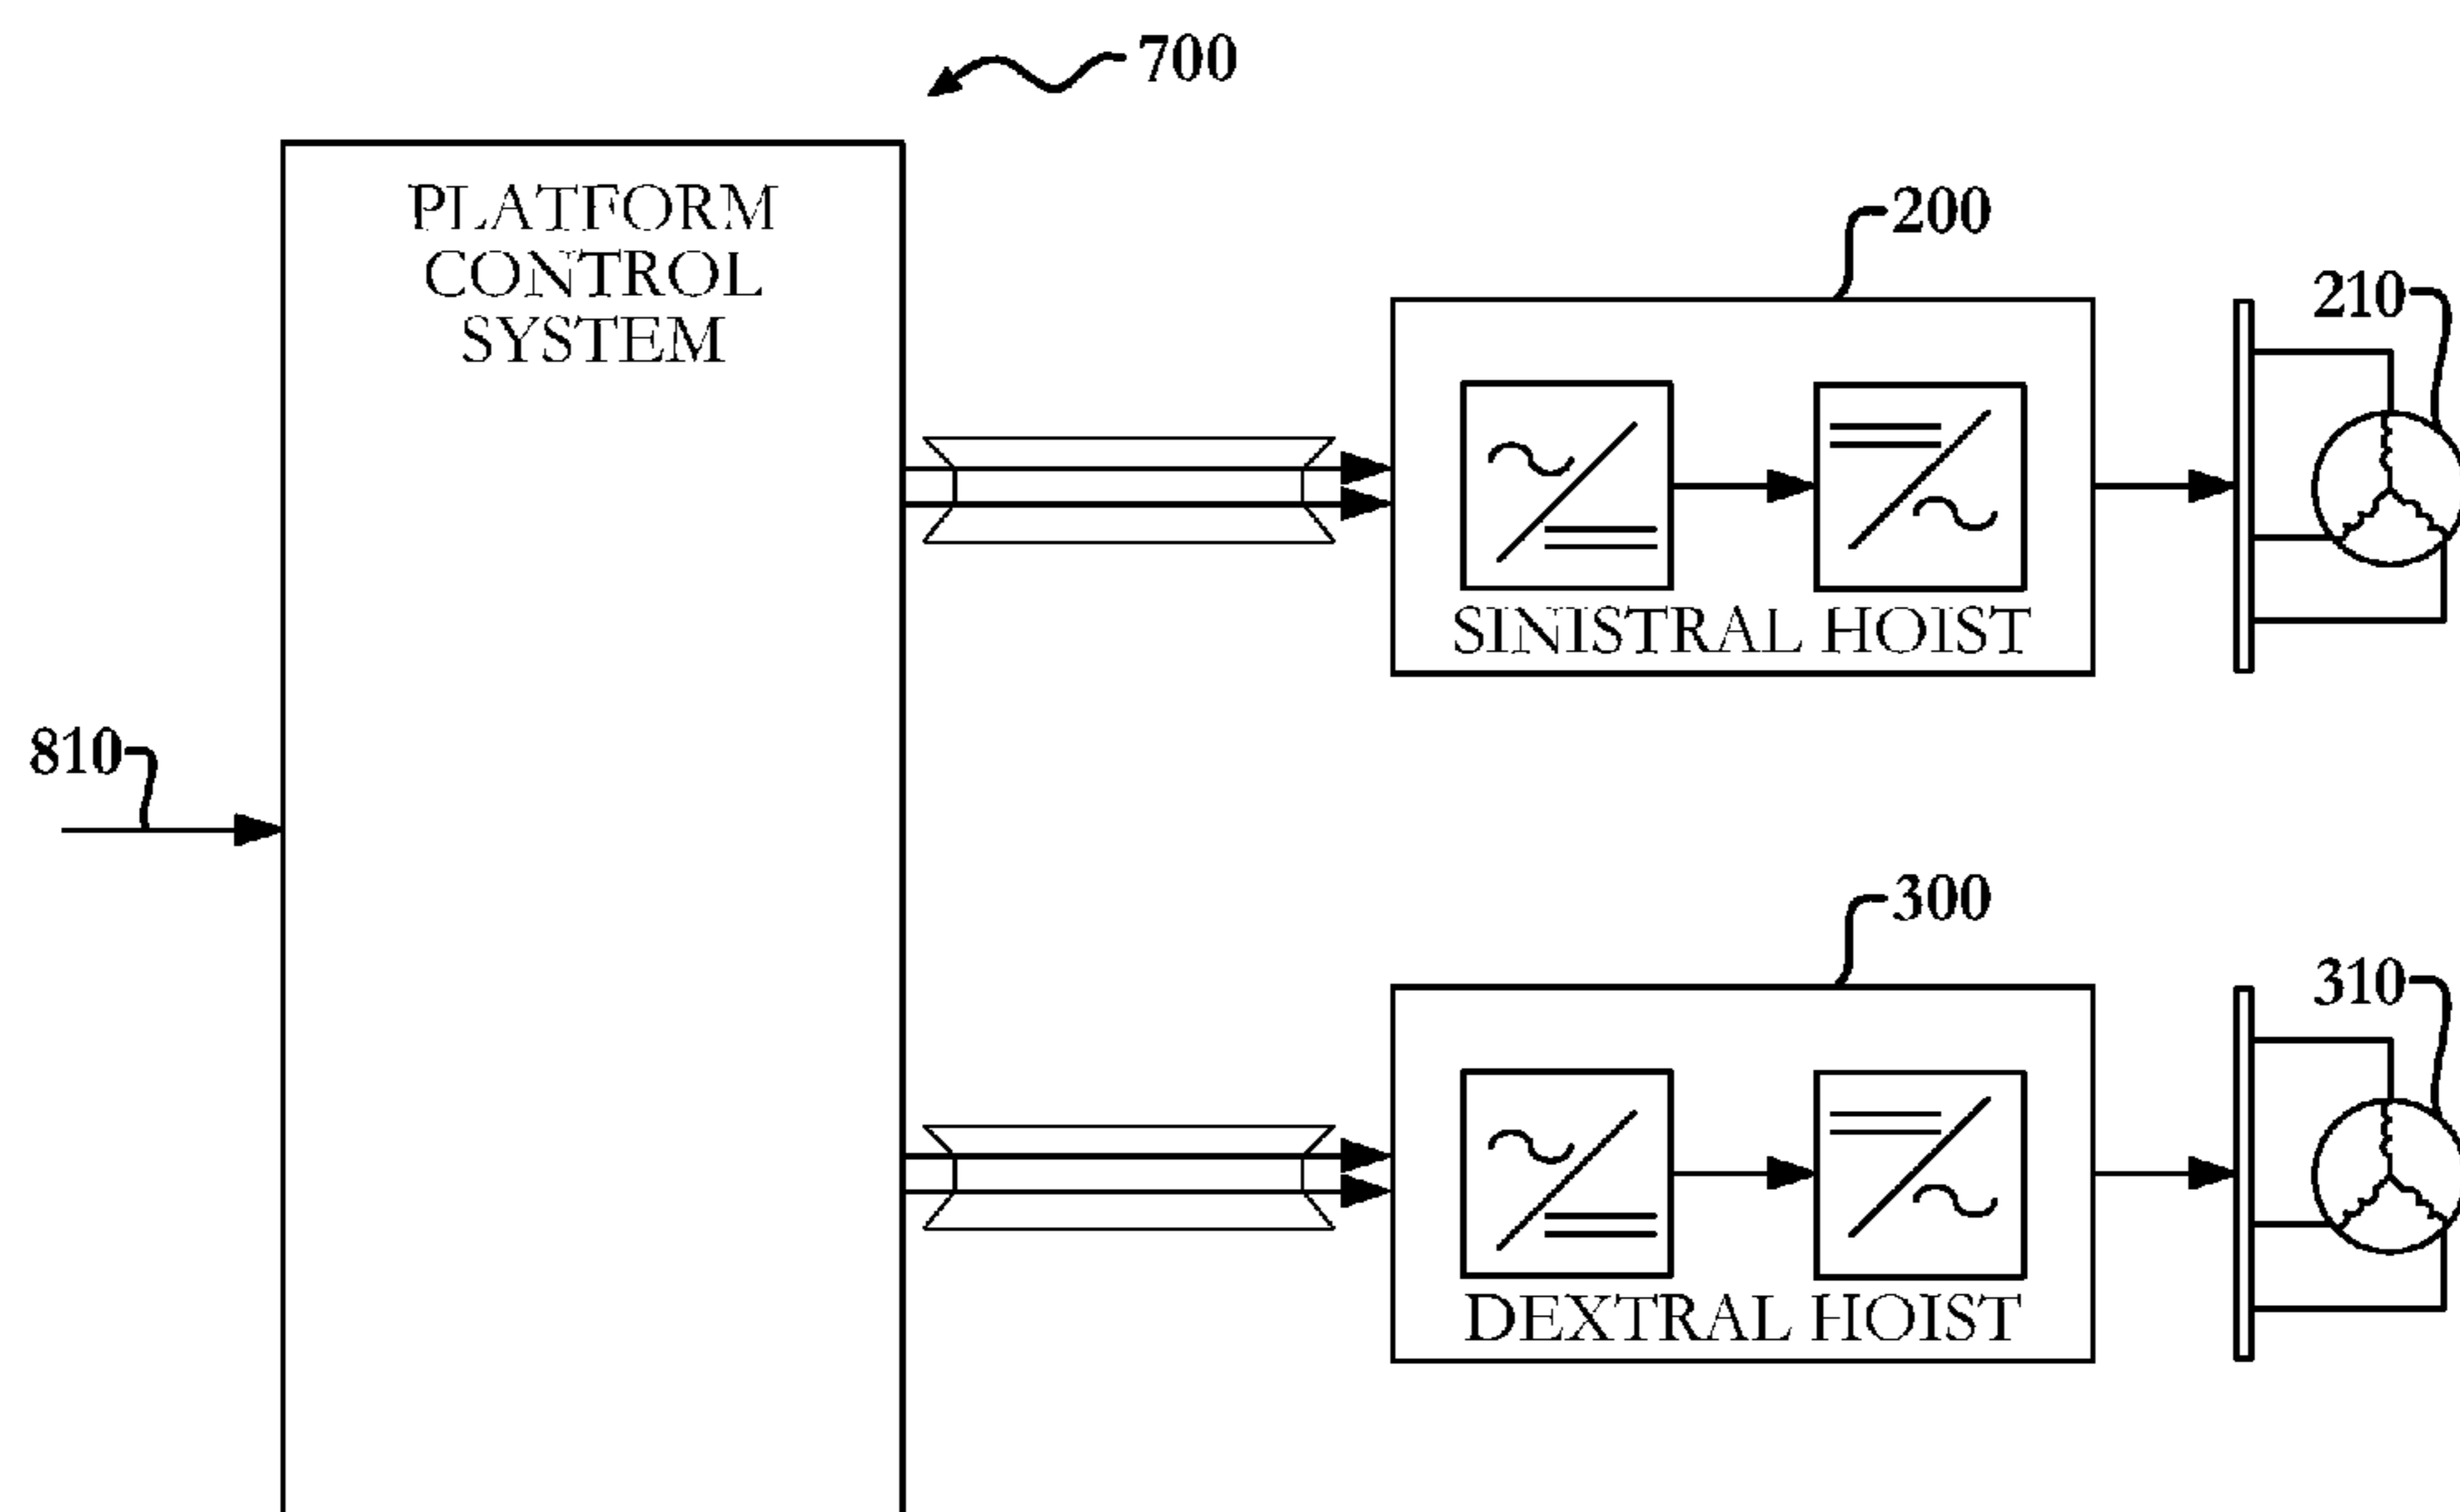 700
PLATFORM
CONTROL
SYSTEM
200
210
SINISTRAL HOIST
810
300
310
DEXTRAL HOIST